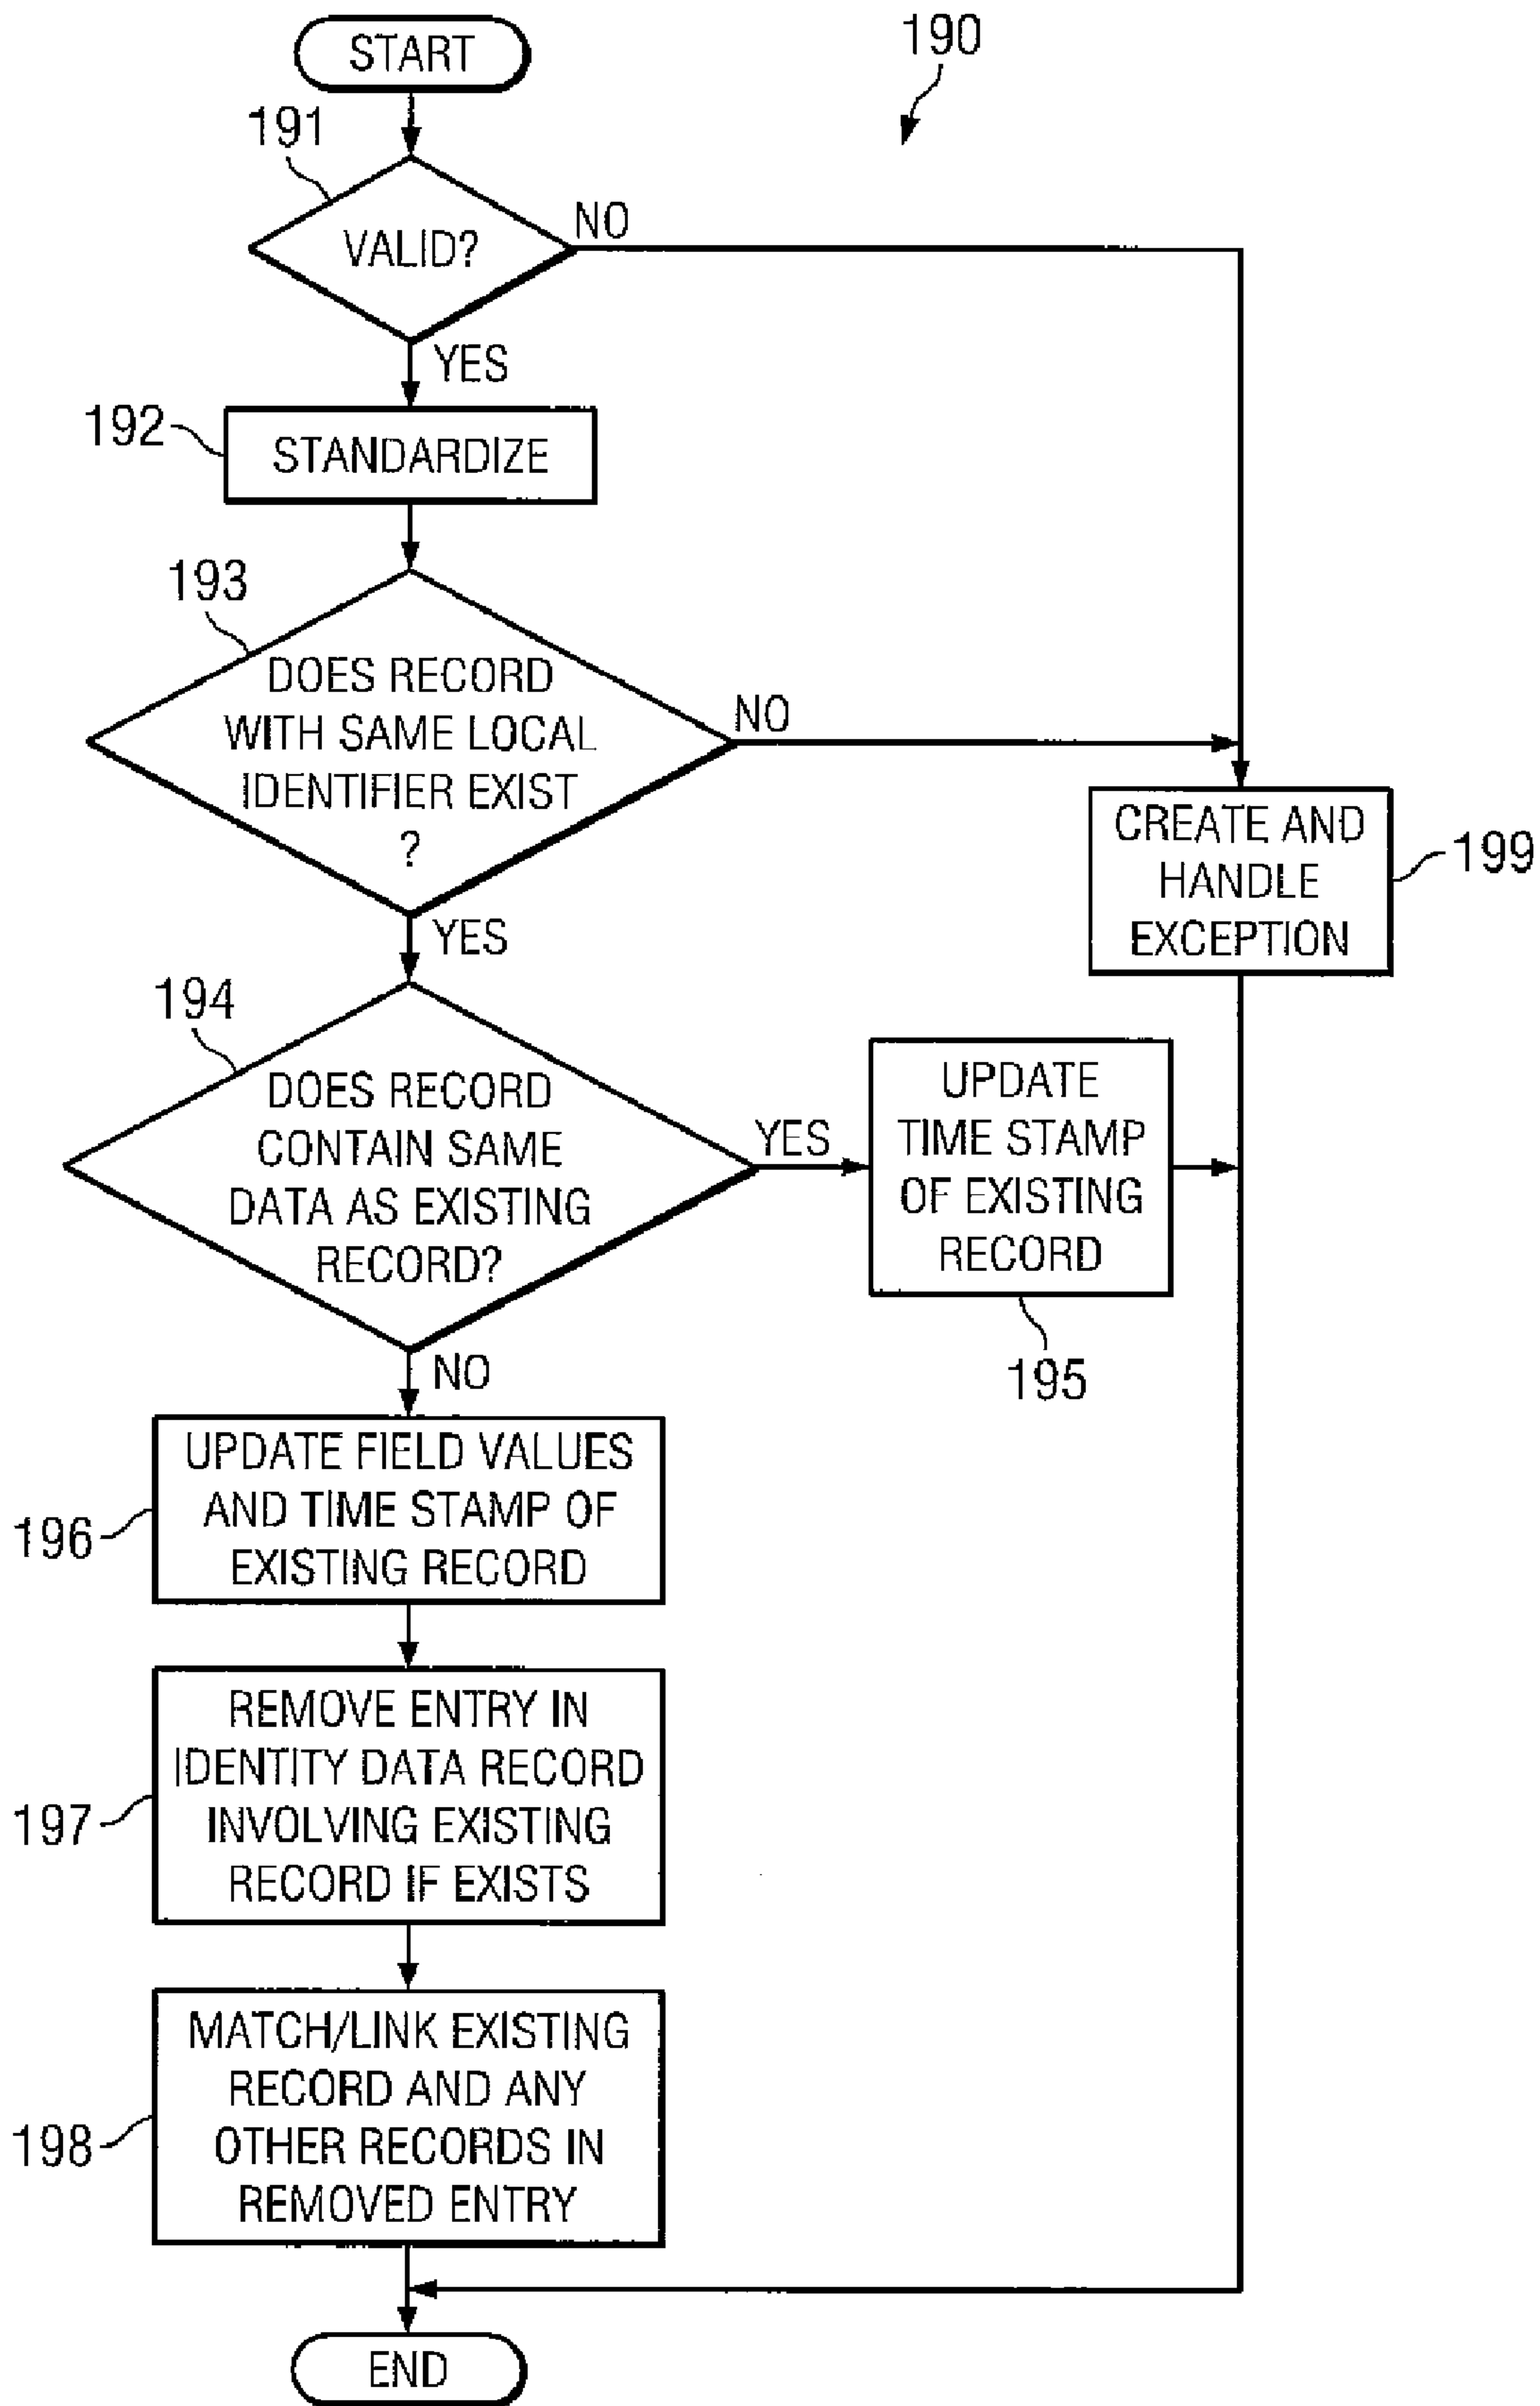 START
190
191
VALID?
NO
YES
192
STANDARDIZE
193
DOES RECORD
WITH SAME LOCAL
IDENTIFIER EXIST
?
NO
YES
CREATE AND
HANDLE
EXCEPTION
199
194
DOES RECORD
CONTAIN SAME
DATA AS EXISTING
RECORD?
YES
UPDATE
TIME STAMP
OF EXISTING
RECORD
195
NO
196
UPDATE FIELD VALUES
AND TIME STAMP OF
EXISTING RECORD
197
REMOVE ENTRY IN
IDENTITY DATA RECORD
INVOLVING EXISTING
RECORD IF EXISTS
198
MATCH/LINK EXISTING
RECORD AND ANY
OTHER RECORDS IN
REMOVED ENTRY
END